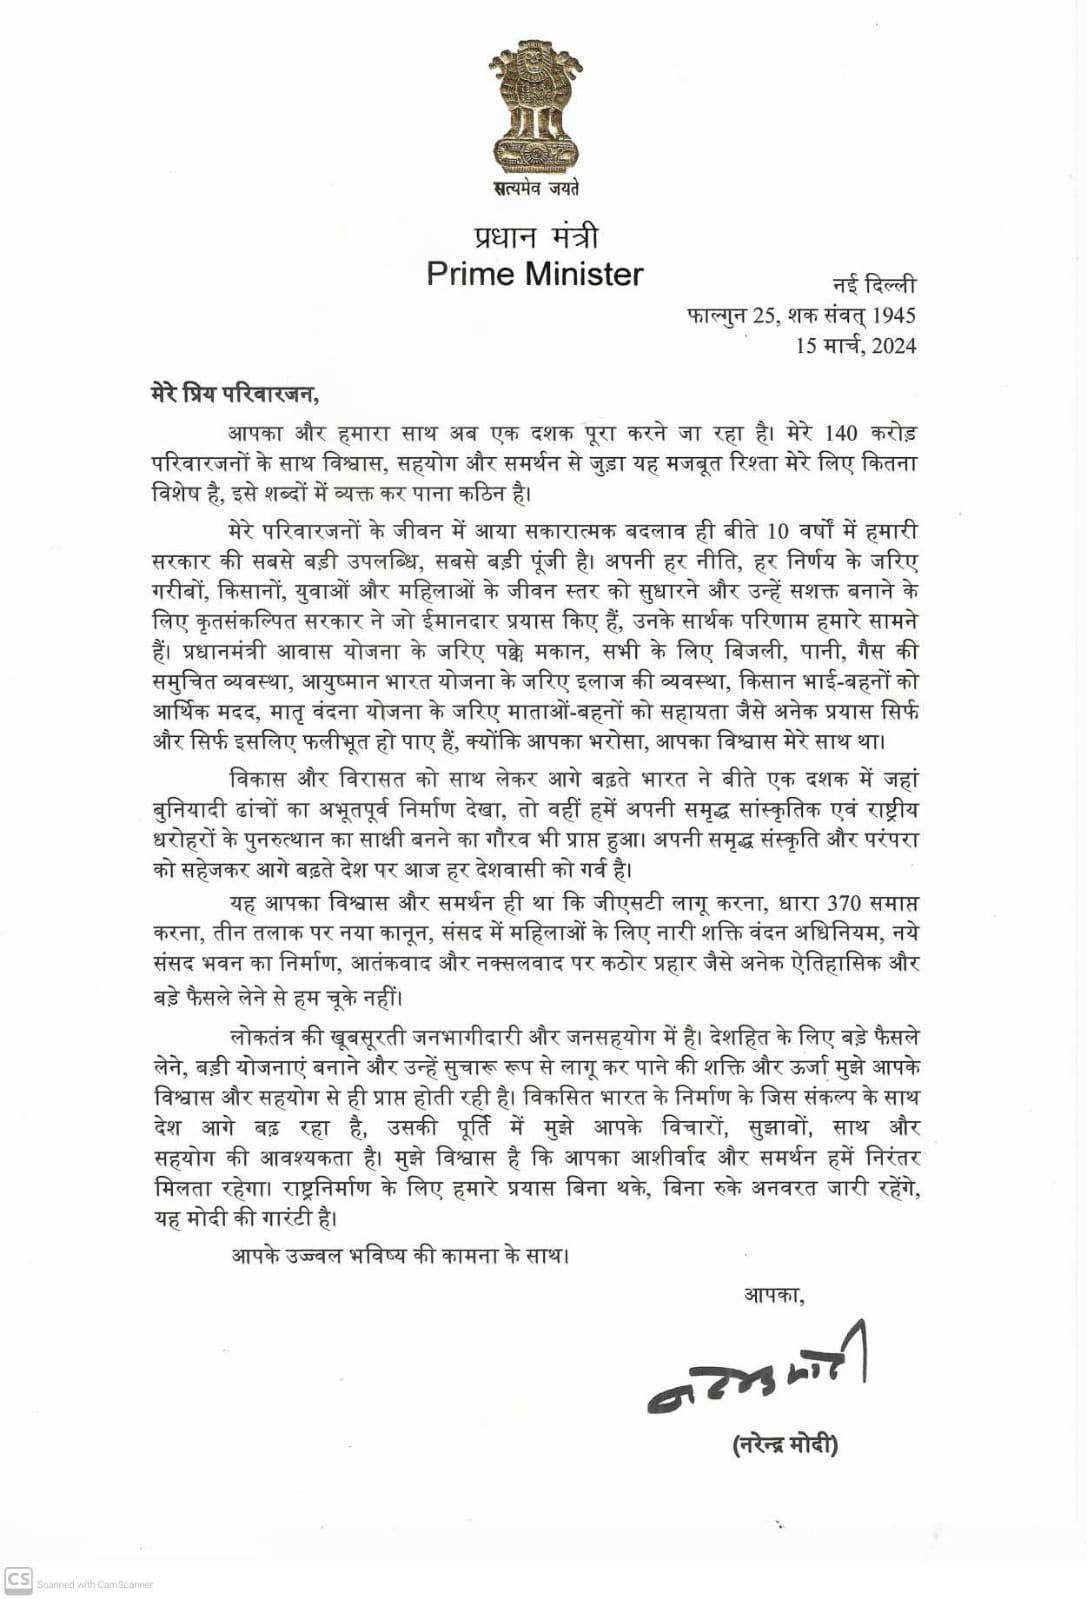 सत्यमेव जयते
प्रधान मंत्री
Prime Minister
नई दिल्ली
फाल्गुन 25, शक संवत् 1945
15 मार्च, 2024
मेरे प्रिय परिवारजन,
आपका और हमारा साथ अब एक दशक पूरा करने जा रहा है। मेरे 140 करोड़
परिवारजनों के साथ विश्वास, सहयोग और समर्थन से जुड़ा यह मजबूत रिश्ता मेरे लिए कितना
विशेष है, इसे शब्दों में व्यक्त कर पाना कठिन है।
मेरे परिवारजनों के जीवन में आया सकारात्मक बदलाव ही बीते 10 वर्षों में हमारी
सरकार की सबसे बड़ी उपलब्धि, सबसे बड़ी पूंजी है। अपनी हर नीति, हर निर्णय के जरिए
गरीबों, किसानों, युवाओं और महिलाओं के जीवन स्तर को सुधारने और उन्हें सशक्त बनाने के
लिए कृतसंकल्पित सरकार ने जो ईमानदार प्रयास किए हैं, उनके सार्थक परिणाम हमारे सामने
हैं। प्रधानमंत्री आवास योजना के जरिए पक्के मकान, सभी के लिए बिजली, पानी, गैस की
समुचित व्यवस्था, आयुष्मान भारत योजना के जरिए इलाज की व्यवस्था, किसान भाई-बहनों को
आर्थिक मदद, मातृ वंदना योजना के जरिए माताओं-बहनों को सहायता जैसे अनेक प्रयास सिर्फ
और सिर्फ इसलिए फलीभूत हो पाए हैं, क्योंकि आपका भरोसा, आपका विश्वास मेरे साथ था।
विकास और विरासत को साथ लेकर आगे बढ़ते भारत ने बीते एक दशक में जहां
बुनियादी ढांचों का अभूतपूर्व निर्माण देखा, तो वहीं हमें अपनी समृद्ध सांस्कृतिक एवं राष्ट्रीय
धरोहरों के पुनरुत्थान का साक्षी बनने का गौरव भी प्राप्त हुआ। अपनी समृद्ध संस्कृति और परंपरा
को सहेजकर आगे बढ़ते देश पर आज हर देशवासी को गर्व है।
यह आपका विश्वास और समर्थन ही था कि जीएसटी लागू करना, धारा 370 समाप्त
करना, तीन तलाक पर नया कानून, संसद में महिलाओं के लिए नारी शक्ति वंदन अधिनियम, नये
संसद भवन का निर्माण, आतंकवाद और नक्सलवाद पर कठोर प्रहार जैसे अनेक ऐतिहासिक और
बड़े फैसले लेने से हम चूके नहीं।
लोकतंत्र की खूबसूरती जनभागीदारी और जनसहयोग में है। देशहित के लिए बड़े फैसले
लेने, बड़ी योजनाएं बनाने और उन्हें सुचारू रूप से लागू कर पाने की शक्ति और ऊर्जा मुझे आपके
विश्वास और सहयोग से ही प्राप्त होती रही है। विकसित भारत के निर्माण के जिस संकल्प के साथ
देश आगे बढ़ रहा है, उसकी पूर्ति में मुझे आपके विचारों, सुझावों, साथ और
सहयोग की आवश्यकता है। मुझे विश्वास है कि आपका आशीर्वाद और समर्थन हमें निरंतर
मिलता रहेगा। राष्ट्रनिर्माण के लिए हमारे प्रयास बिना थके, बिना रुके अनवरत जारी रहेंगे,
यह मोदी की गारंटी है।
आपके उज्ज्वल भविष्य की कामना के साथ।
आपका,
नरेन्द्र मोदी
(नरेन्द्र मोदी)
CS Scanned with CamScanner